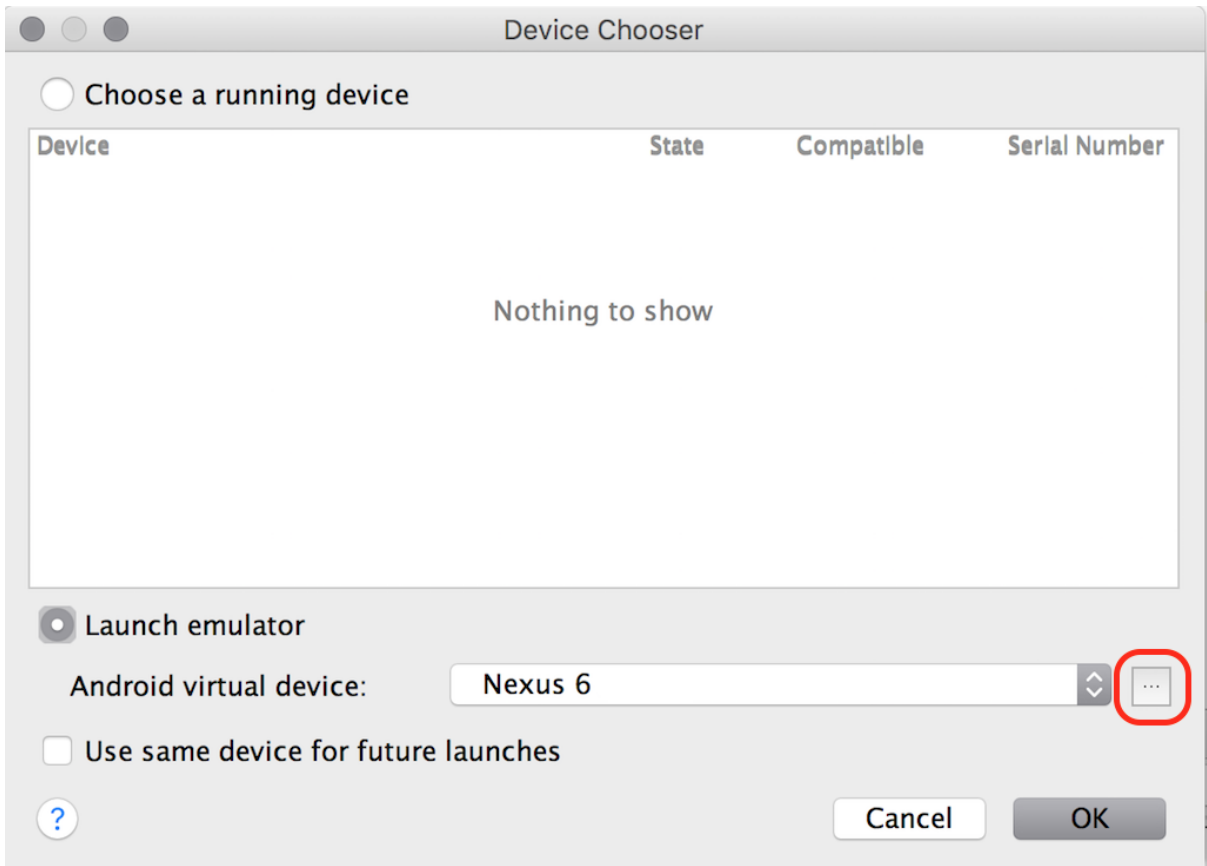 Device Chooser
Choose a running device
Device State Compatible Serial Number
Nothing to show
Launch emulator
Android virtual device: Nexus 6 ...
Use same device for future launches
? Cancel OK